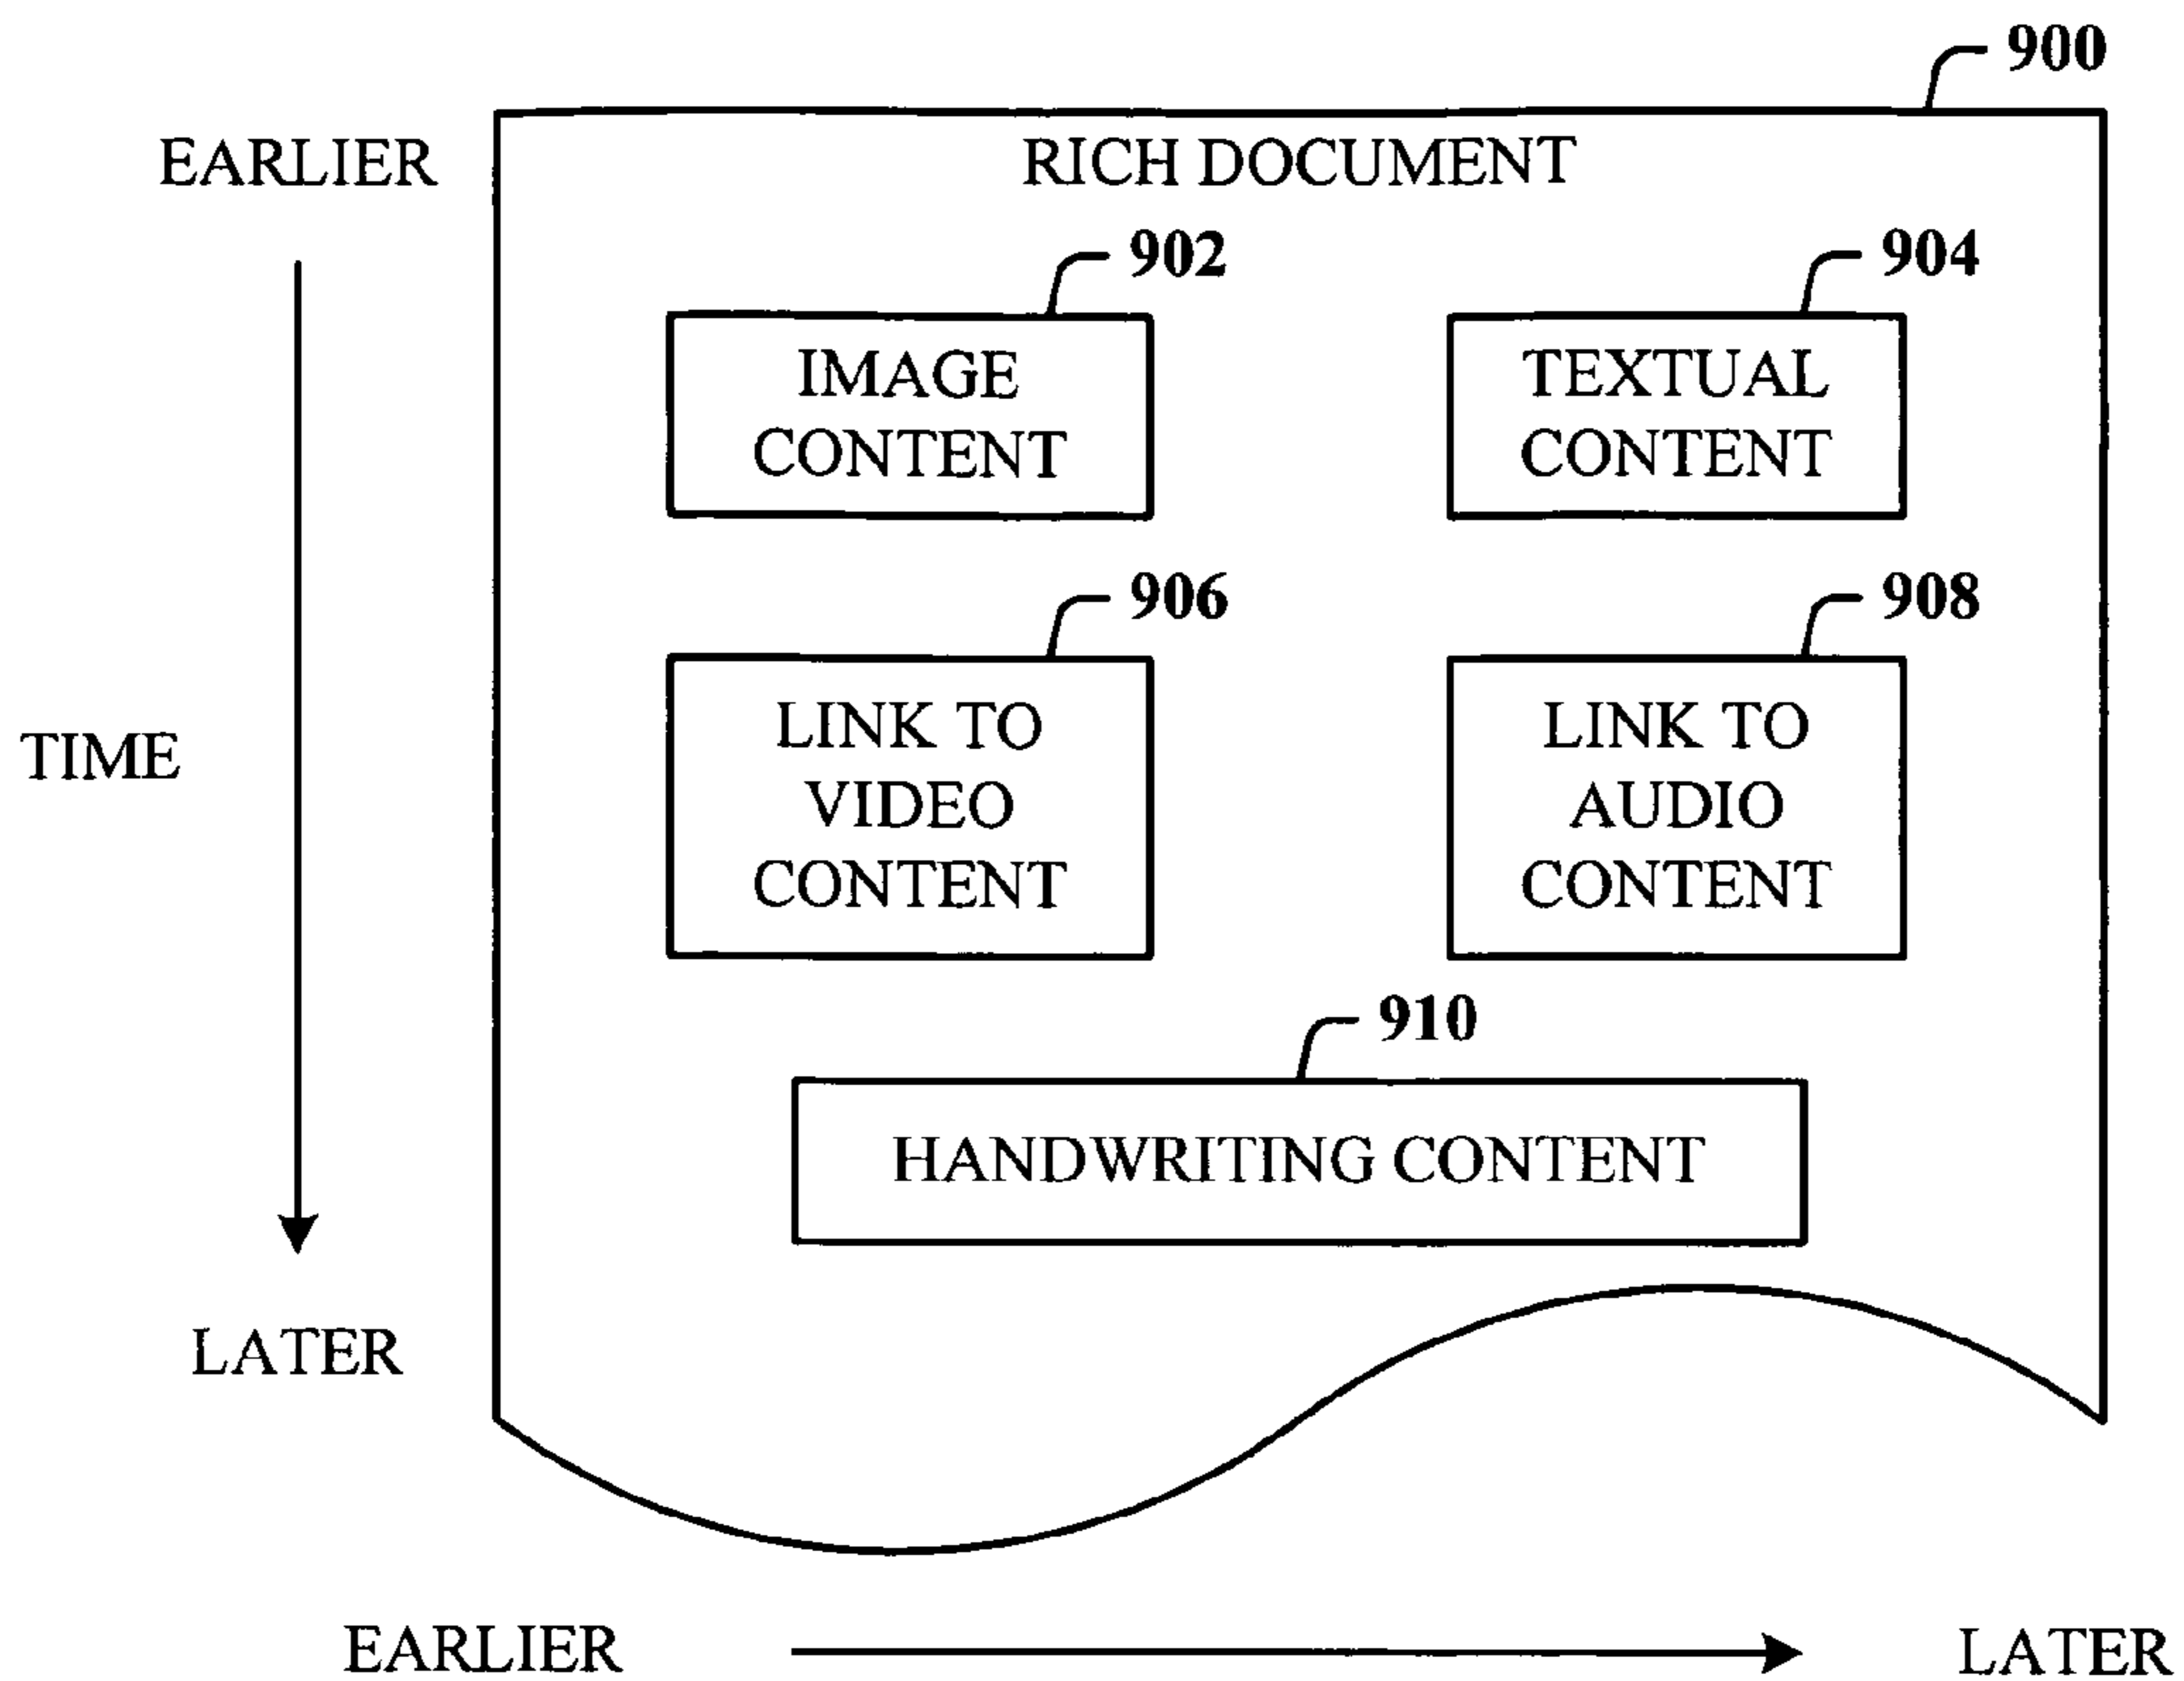 900
EARLIER
RICH DOCUMENT
902
904
IMAGE
CONTENT
TEXTUAL
CONTENT
906
908
TIME
LINK TO
VIDEO
CONTENT
LINK TO
AUDIO
CONTENT
910
HANDWRITING CONTENT
LATER
EARLIER
LATER